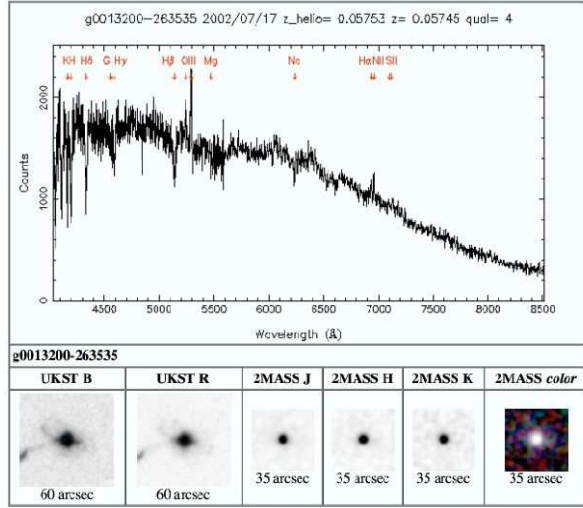 g0013200-263535 2002/07/17 z_helio= 0.05753 z= 0.05745 qual= 4
KH Hδ G Hγ Hβ OIII Mg Na Hα NII SII
2000
1000
0
Counts
4500 5000 5500 6000 6500 7000 7500 8000 8500
Wavelength (Å)
g0013200-263535
UKST B UKST R 2MASS J 2MASS H 2MASS K 2MASS color
60 arcsec 60 arcsec 35 arcsec 35 arcsec 35 arcsec 35 arcsec